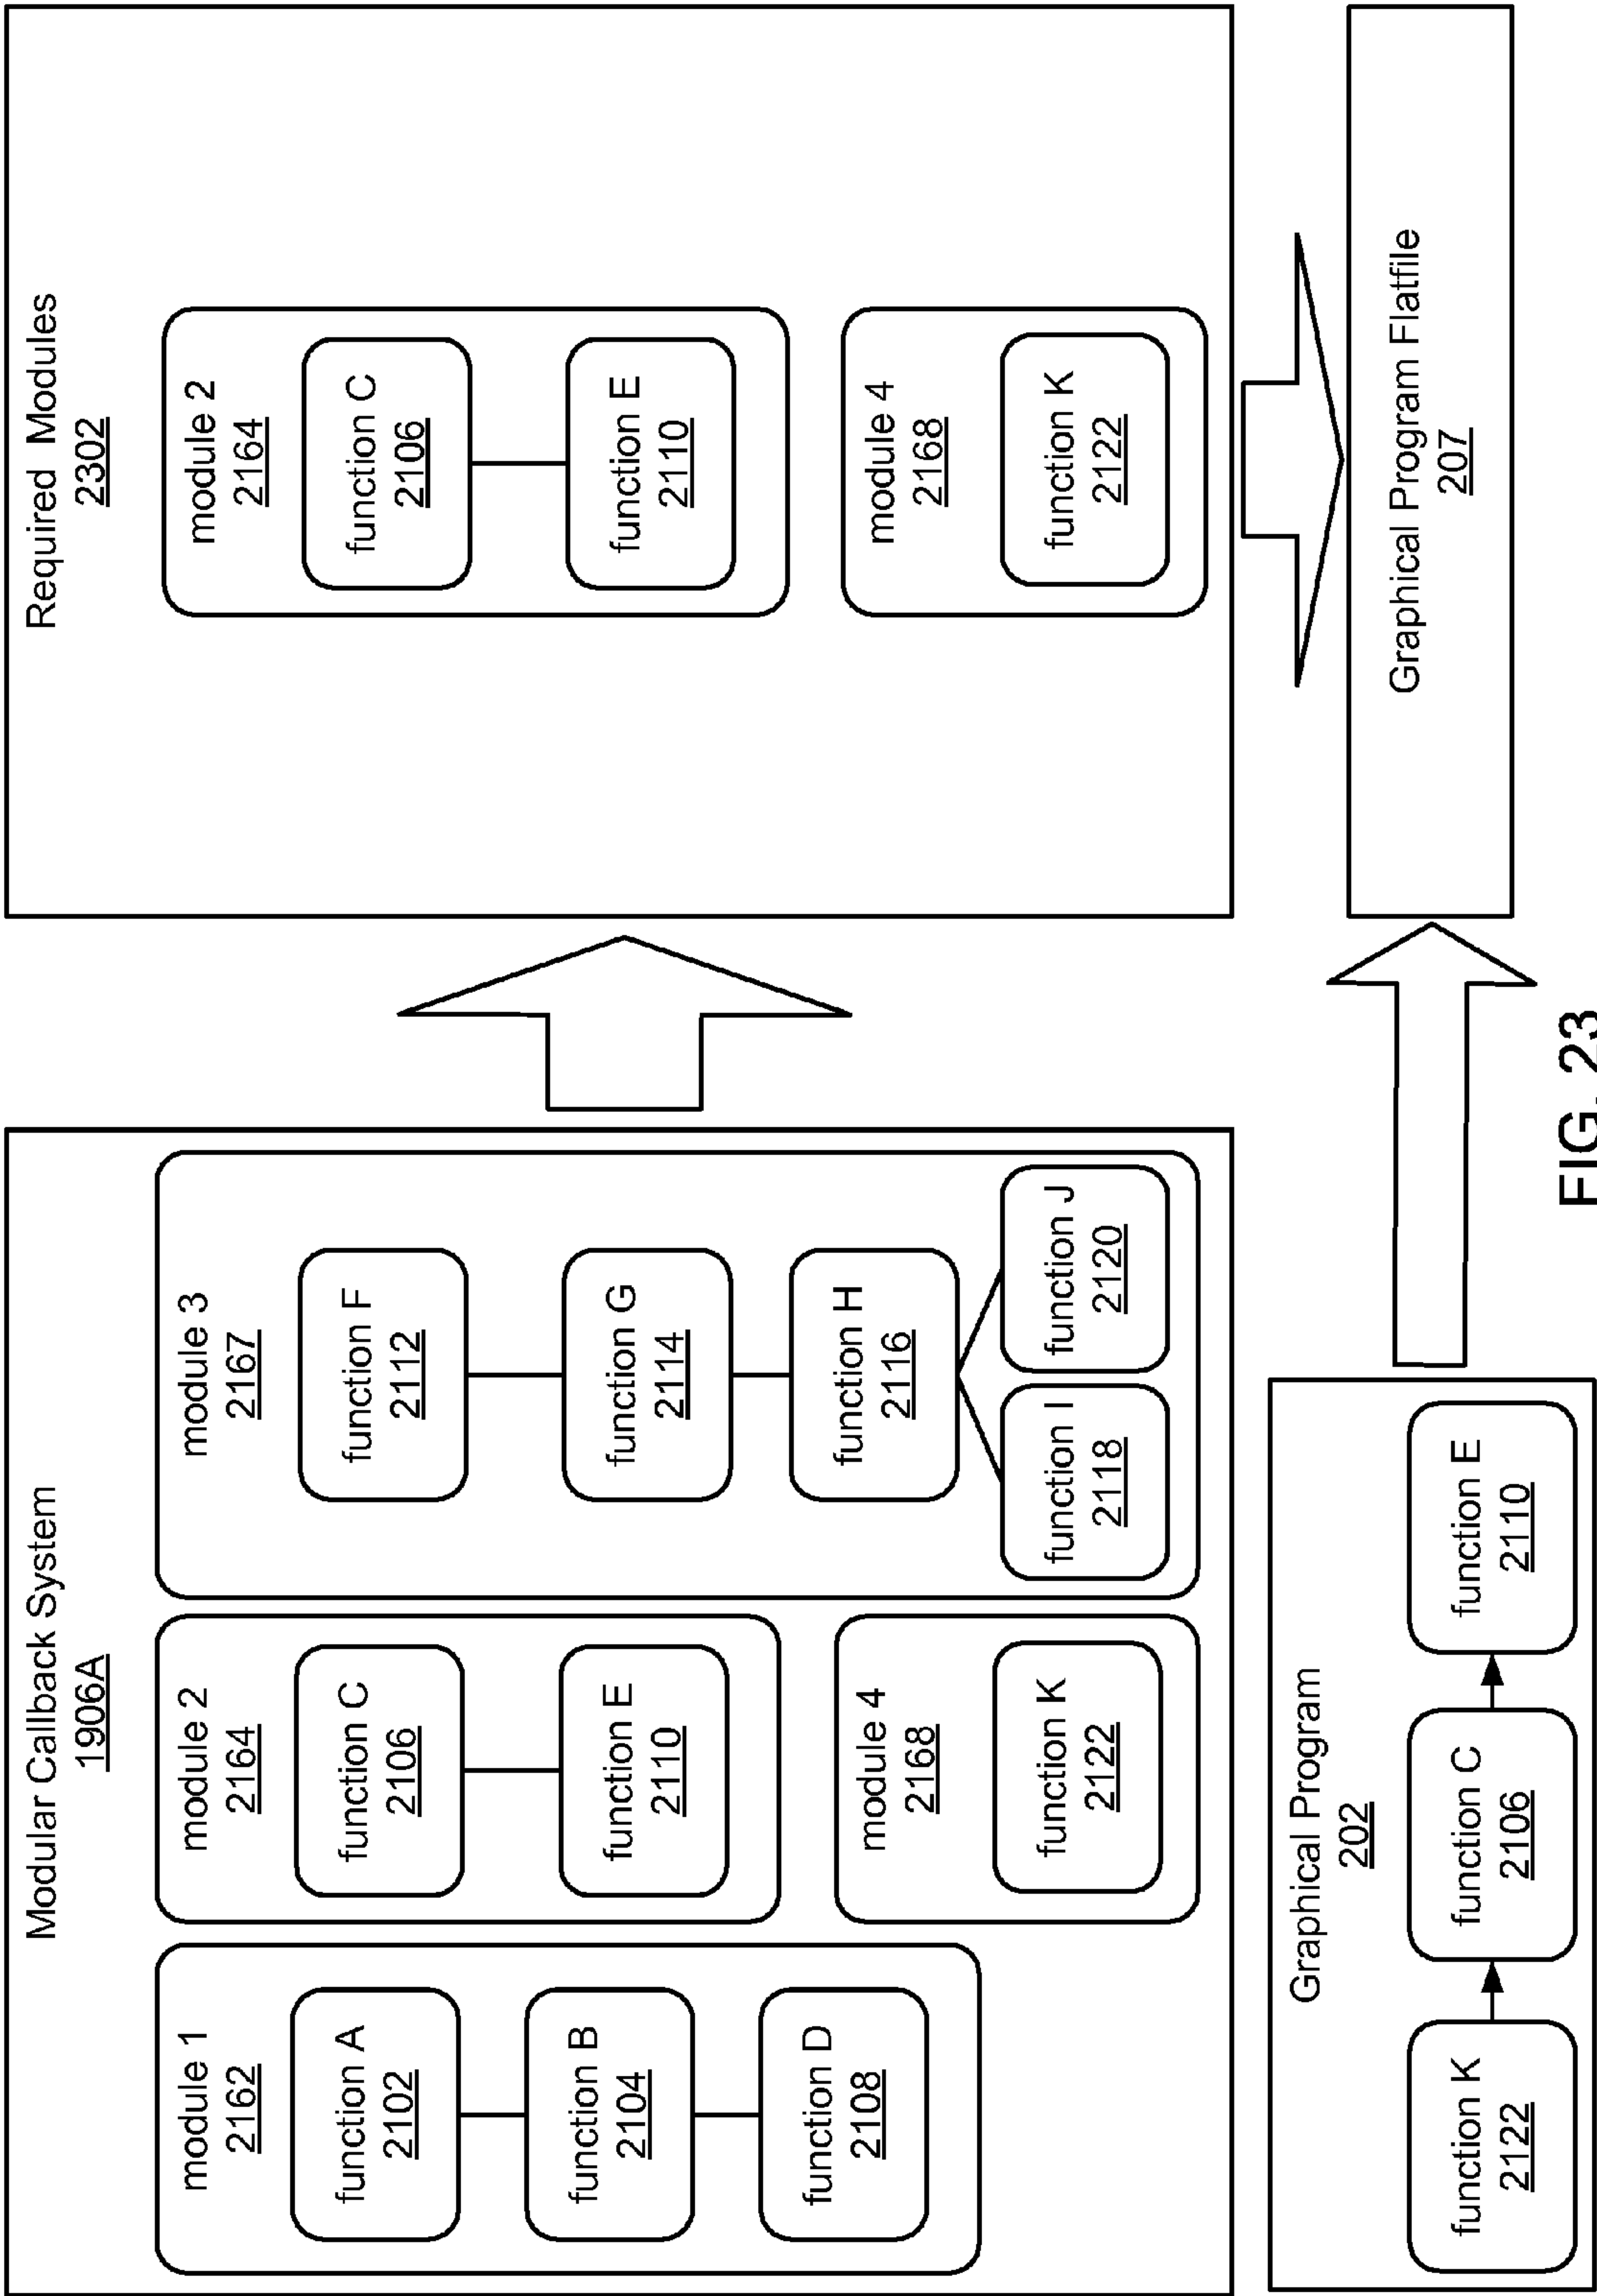 Modular Callback System
1906A
module 1
2162
function A
2102
function B
2104
function D
2108
module 2
2164
function C
2106
function E
2110
module 4
2168
function K
2122
module 3
2167
function F
2112
function G
2114
function H
2116
function I
2118
function J
2120
Required Modules
2302
module 2
2164
function C
2106
function E
2110
module 4
2168
function K
2122
Graphical Program
202
function K
2122
function C
2106
function E
2110
Graphical Program Flatfile
207
FIG. 23